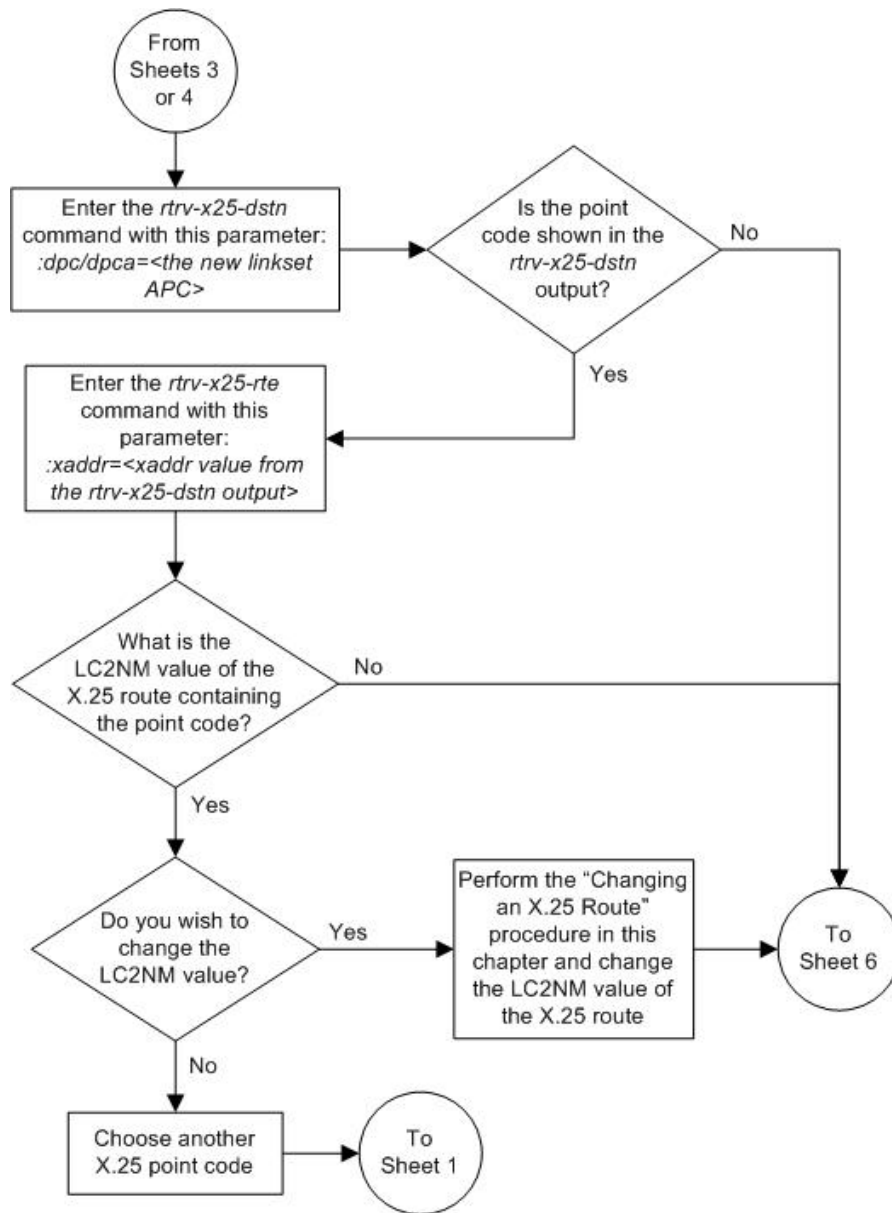 From
Sheets 3
or 4
Enter the rtrv-x25-dstn
command with this parameter:
:dpc/dpca=<the new linkset
APC>
Is the point
code shown in the
rtrv-x25-dstn
output?
No
Yes
Enter the rtrv-x25-rte
command with this
parameter:
:xaddr=<xaddr value from
the rtrv-x25-dstn output>
What is the
LC2NM value of the
X.25 route containing
the point code?
No
Yes
Do you wish to
change the
LC2NM value?
Yes
Perform the “Changing
an X.25 Route"
procedure in this
chapter and change
the LC2NM value of
the X.25 route
To
Sheet 6
No
Choose another
X.25 point code
To
Sheet 1